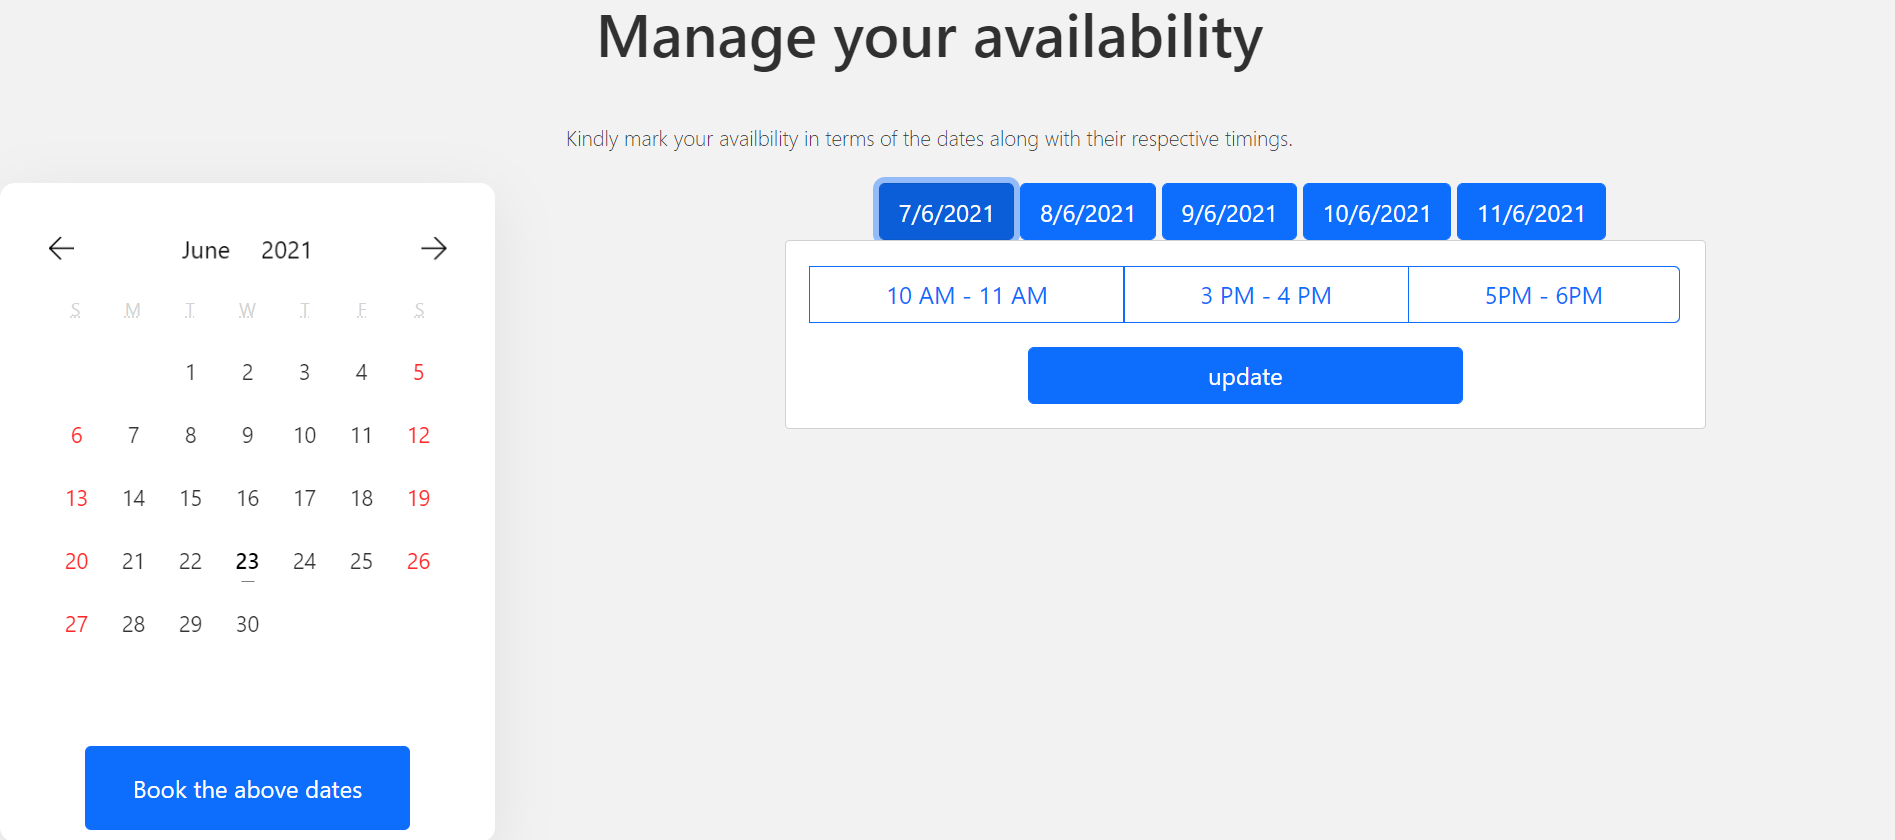 Manage your availability
Kindly mark your availbility in terms of the dates along with their respective timings.
June 2021
S M T W T F S
1 2 3 4 5
6 7 8 9 10 11 12
13 14 15 16 17 18 19
20 21 22 23 24 25 26
27 28 29 30
Book the above dates
7/6/2021 8/6/2021 9/6/2021 10/6/2021 11/6/2021
10 AM - 11 AM 3 PM - 4 PM 5PM - 6PM
update